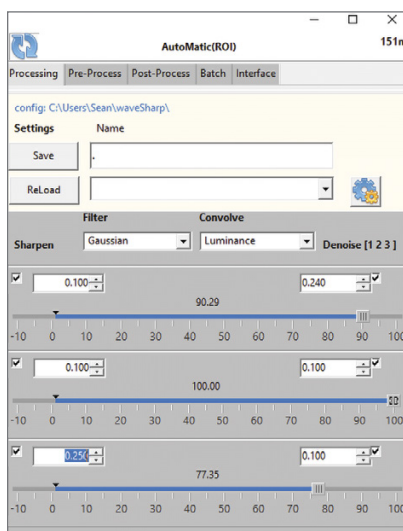 AutoMatic(ROI) 151m
Processing Pre-Process Post-Process Batch Interface
config: C:\Users\Sean\waveSharp\
Settings Name
Save .
ReLoad
Filter Convolve
Sharpen Gaussian Luminance Denoise [1 2 3 ]
0.100 0.240
90.29
-10 0 10 20 30 40 50 60 70 80 90 100
0.100 0.100
100.00
-10 0 10 20 30 40 50 60 70 80 90 100
0.250 0.100
77.35
-10 0 10 20 30 40 50 60 70 80 90 100